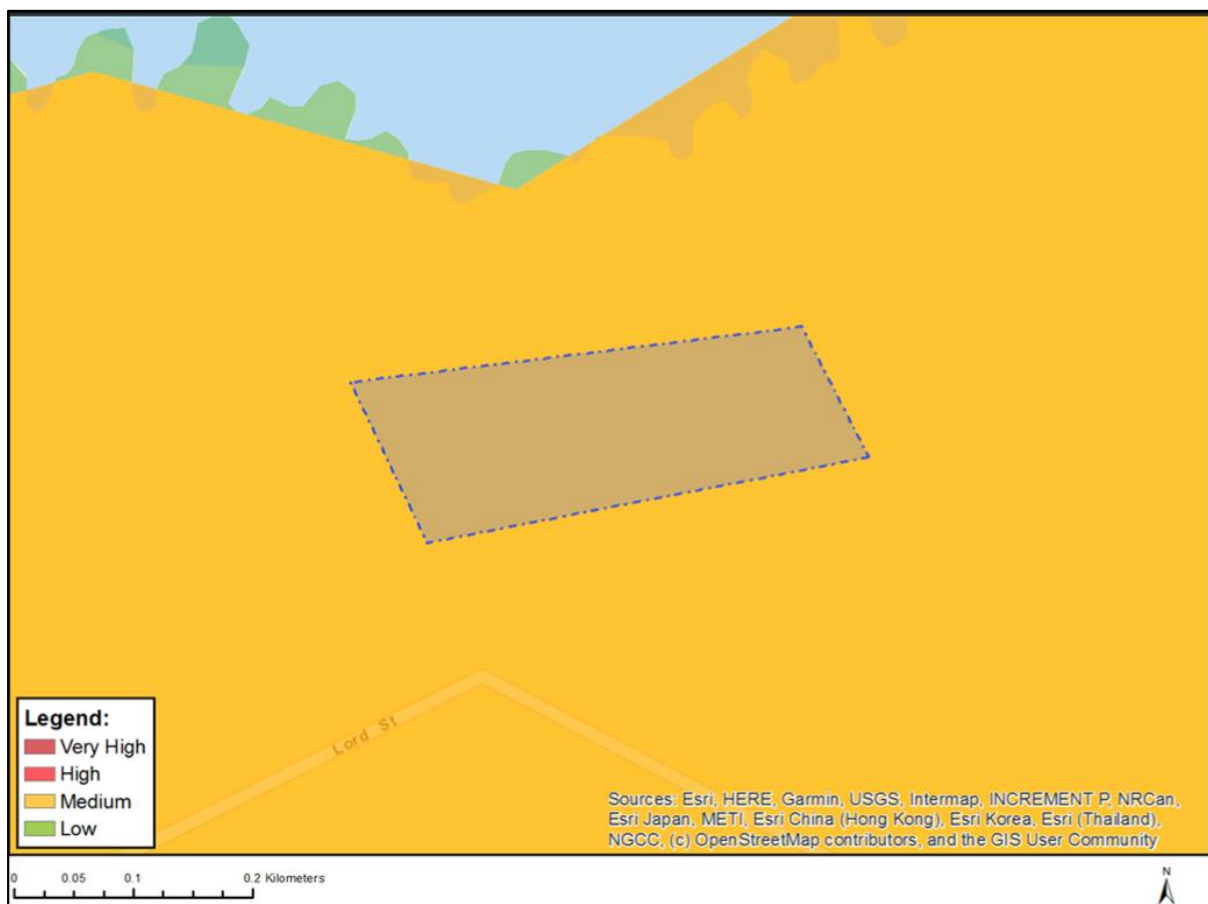 Lord St
Legend:
Very High
High
Medium
Low
Sources: Esri, HERE, Garmin, USGS, Intermap, INCREMENT P, NRCan,
Esri Japan, METI, Esri China (Hong Kong), Esri Korea, Esri (Thailand),
NGCC, (c) OpenStreetMap contributors, and the GIS User Community
0 0.05 0.1 0.2 Kilometers
N